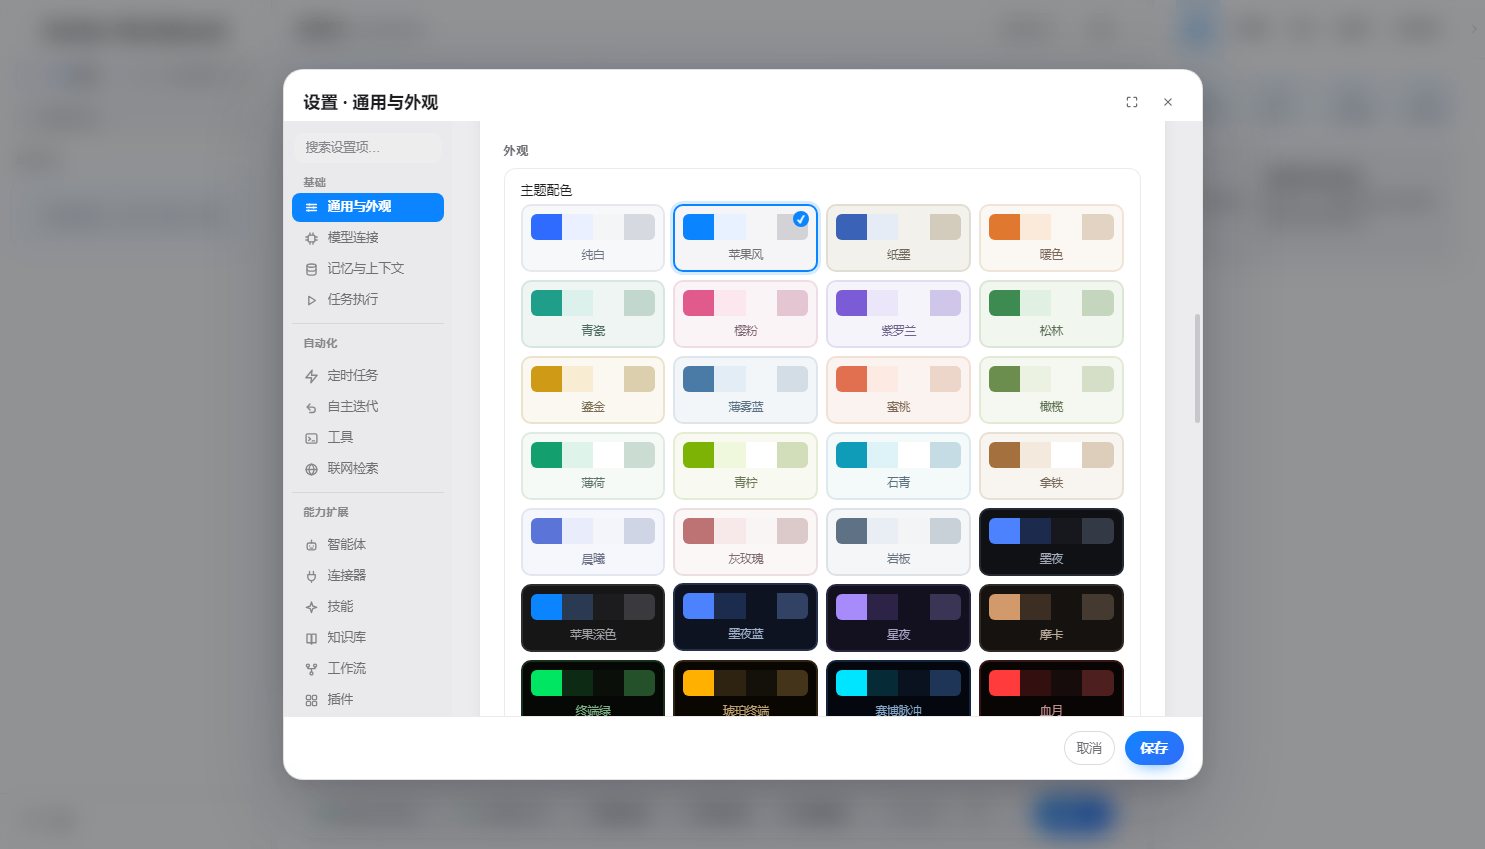 设置 · 通用与外观
搜索设置项...
基础
通用与外观
模型连接
记忆与上下文
任务执行
自动化
定时任务
自主迭代
工具
联网检索
能力扩展
智能体
连接器
技能
知识库
工作流
插件
外观
主题配色
纯白
苹果风
纸墨
暖色
青瓷
樱粉
紫罗兰
松林
鎏金
薄雾蓝
蜜桃
橄榄
薄荷
青柠
石青
拿铁
晨曦
灰玫瑰
岩板
墨夜
苹果深色
墨夜蓝
星夜
摩卡
终端绿
琥珀终端
赛博脉冲
血月
取消
保存